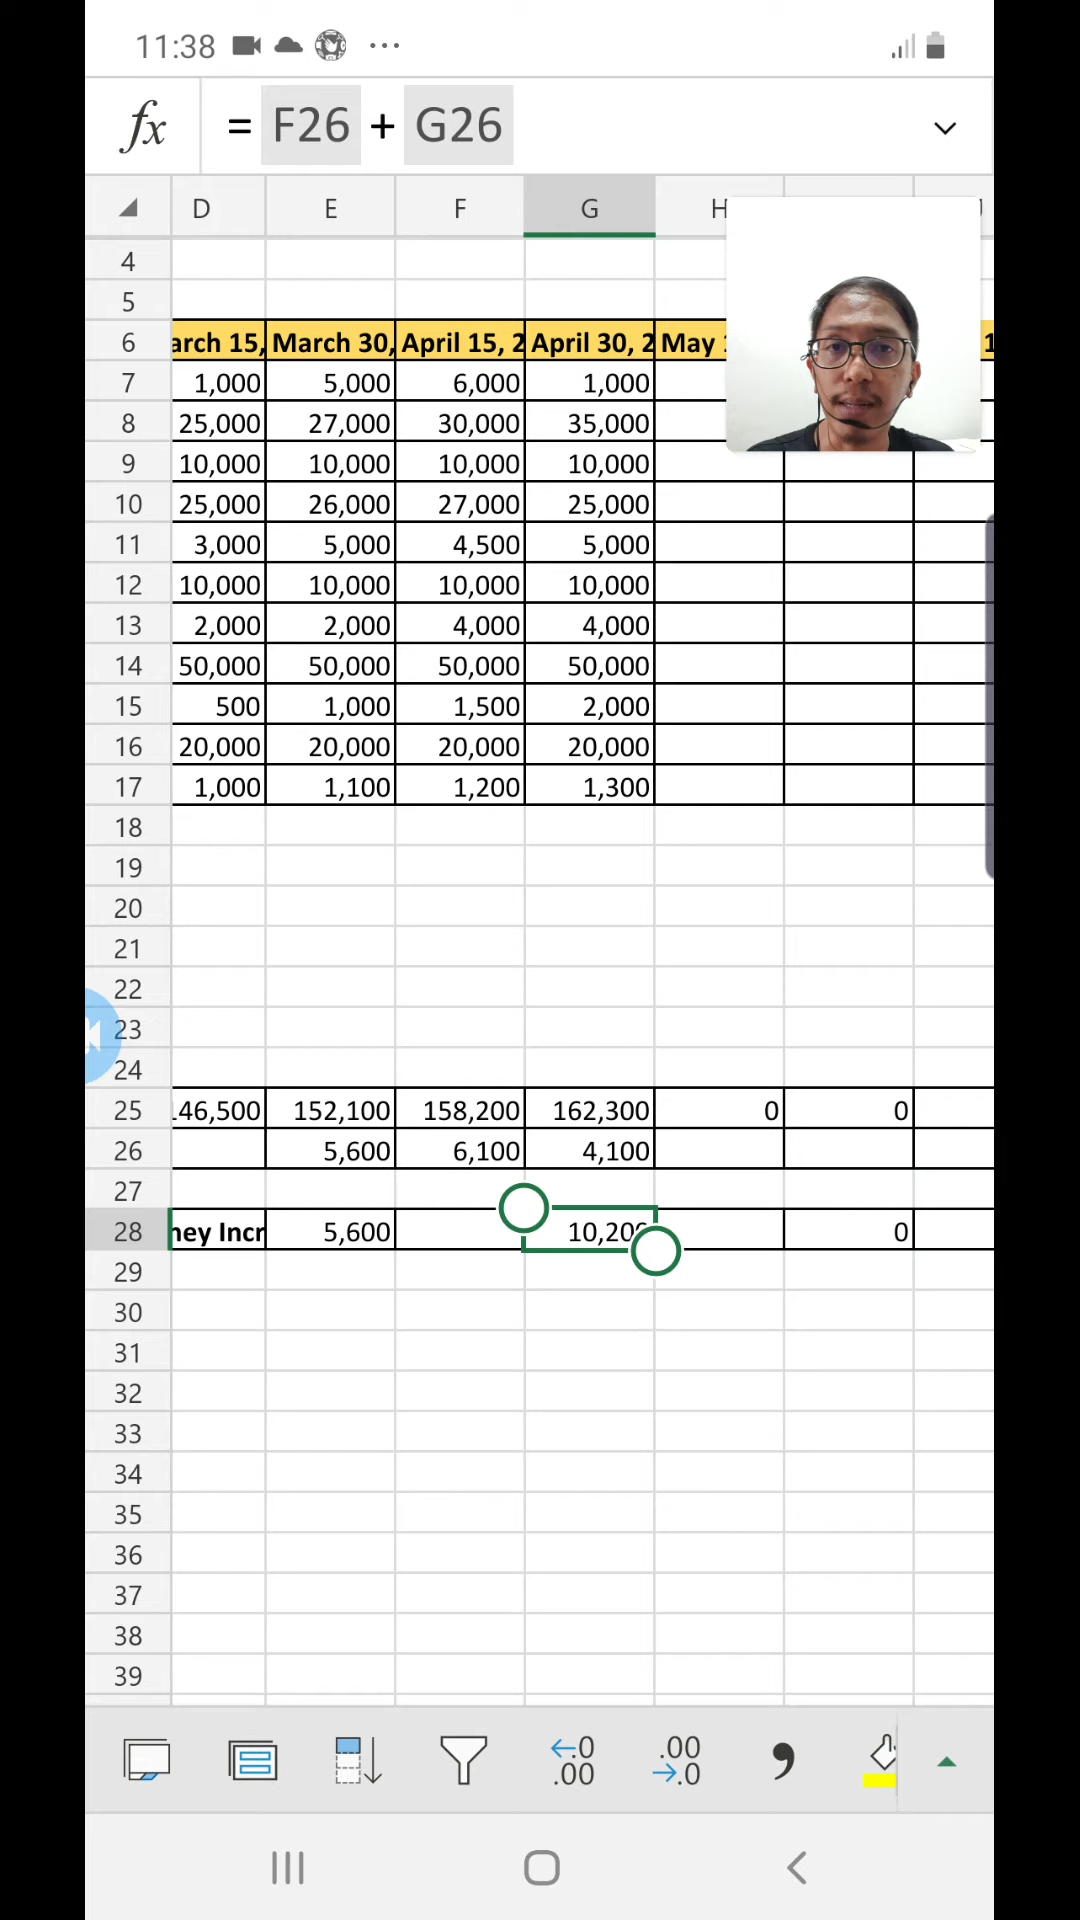 11:38
fx = F26 + G26
D E F G H
4
5
6 arch 15, March 30, April 15, 2 April 30, 2 May 1
7 1,000 5,000 6,000 1,000
8 25,000 27,000 30,000 35,000
9 10,000 10,000 10,000 10,000
10 25,000 26,000 27,000 25,000
11 3,000 5,000 4,500 5,000
12 10,000 10,000 10,000 10,000
13 2,000 2,000 4,000 4,000
14 50,000 50,000 50,000 50,000
15 500 1,000 1,500 2,000
16 20,000 20,000 20,000 20,000
17 1,000 1,100 1,200 1,300
18
19
20
21
22
23
24
25 146,500 152,100 158,200 162,300 0 0
26 5,600 6,100 4,100
27
28 ney Incr 5,600 10,200 0
29
30
31
32
33
34
35
36
37
38
39
.0 .00
.00 .0